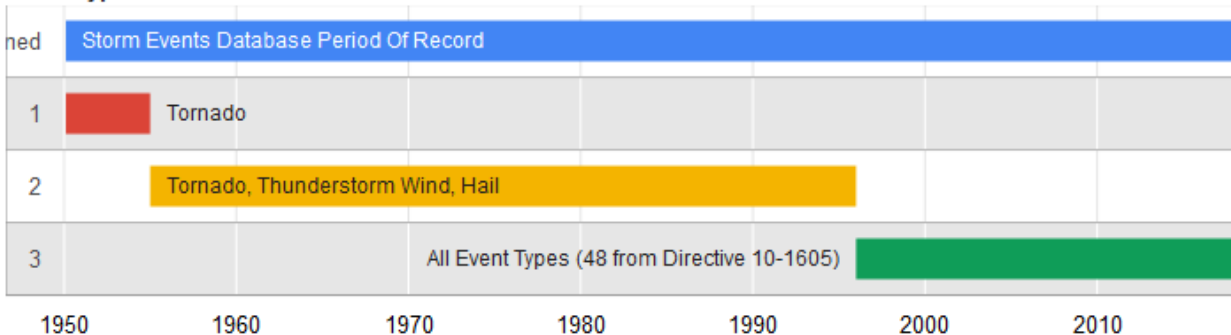 ned Storm Events Database Period Of Record
1 Tornado
2 Tornado, Thunderstorm Wind, Hail
3 All Event Types (48 from Directive 10-1605)
1950 1960 1970 1980 1990 2000 2010